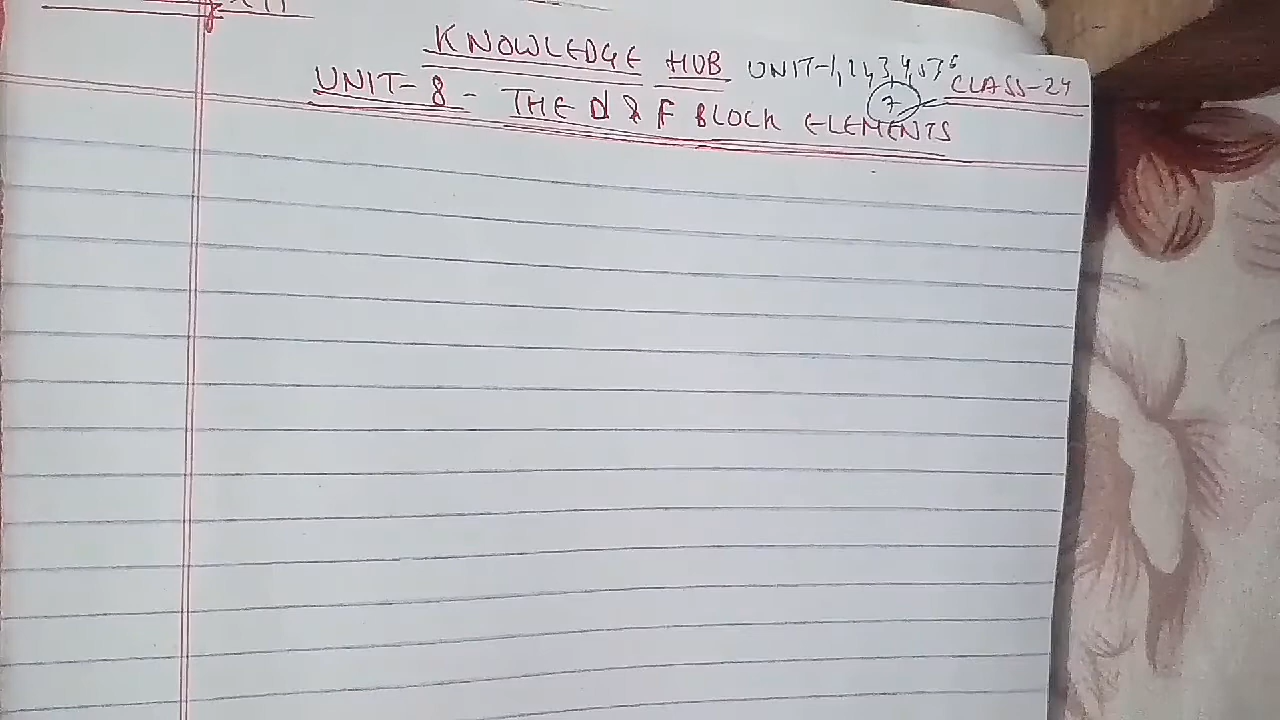 KNOWLEDGE HUB UNIT-1,2,3,4,5,6
7 CLASS-24
UNIT-8 - THE D & F BLOCK ELEMENTS